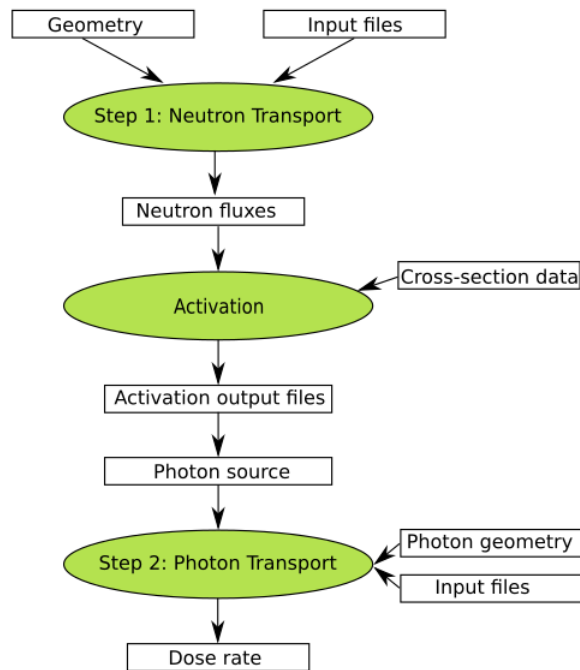 Geometry
Input files
Step 1: Neutron Transport
Neutron fluxes
Cross-section data
Activation
Activation output files
Photon source
Photon geometry
Step 2: Photon Transport
Input files
Dose rate